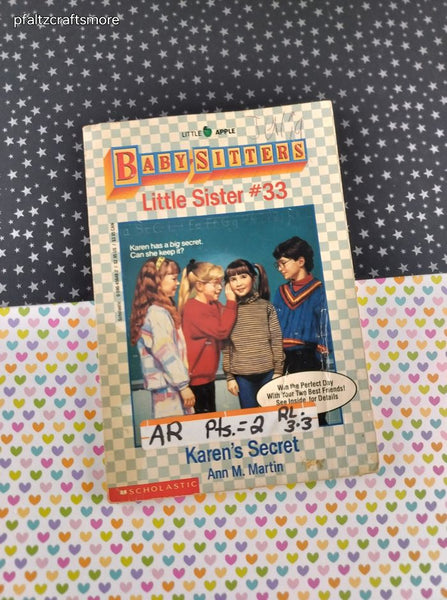 pfaltzcraftsmore
LITTLE APPLE
BABY-SITTERS
Little Sister #33
Karen has a big secret.
Can she keep it?
Win the Perfect Day
With Your Two Best Friends!
See Inside for Details
AR Pts.=2 RL.
3.3
Karen's Secret
Ann M. Martin
SCHOLASTIC